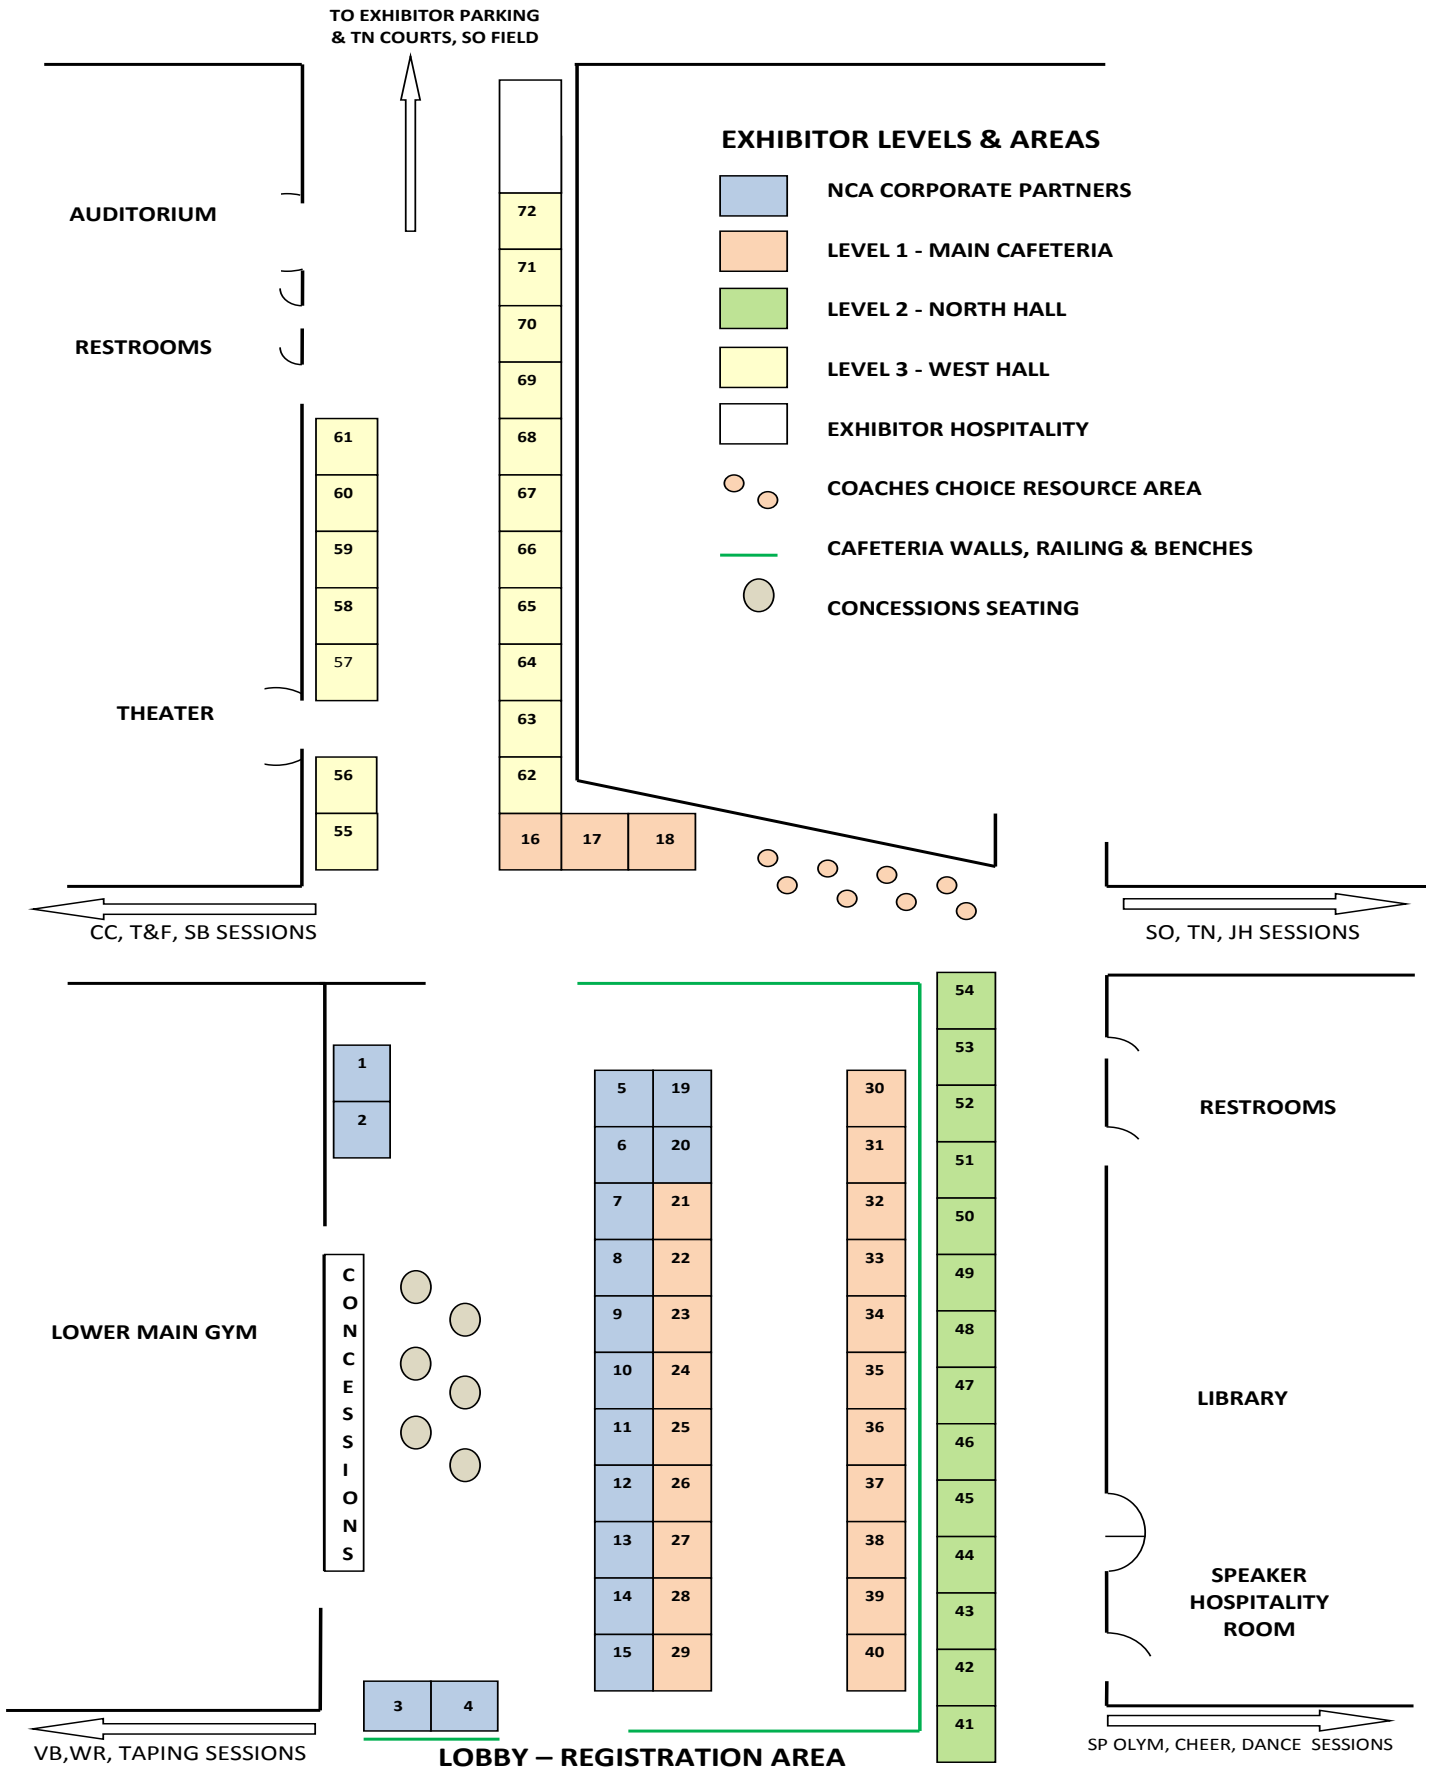 TO EXHIBITOR PARKING
& TN COURTS, SO FIELD
EXHIBITOR LEVELS & AREAS
NCA CORPORATE PARTNERS
LEVEL 1 - MAIN CAFETERIA
LEVEL 2 - NORTH HALL
LEVEL 3 - WEST HALL
EXHIBITOR HOSPITALITY
COACHES CHOICE RESOURCE AREA
CAFETERIA WALLS, RAILING & BENCHES
CONCESSIONS SEATING
AUDITORIUM
RESTROOMS
THEATER
72
71
70
69
68
67
66
65
64
63
62
61
60
59
58
57
56
55
16 17 18
CC, T&F, SB SESSIONS
SO, TN, JH SESSIONS
1
2
LOWER MAIN GYM
C
O
N
C
E
S
S
I
O
N
S
3 4
5 19
6 20
7 21
8 22
9 23
10 24
11 25
12 26
13 27
14 28
15 29
30
31
32
33
34
35
36
37
38
39
40
54
53
52
51
50
49
48
47
46
45
44
43
42
41
RESTROOMS
LIBRARY
SPEAKER
HOSPITALITY
ROOM
VB,WR, TAPING SESSIONS
LOBBY – REGISTRATION AREA
SP OLYM, CHEER, DANCE SESSIONS